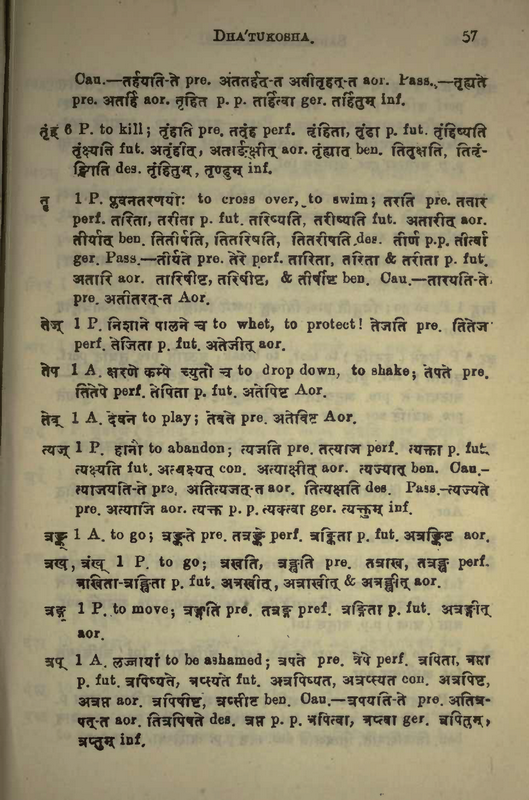 DHA'TUKOSHA. 57
Cau.—तर्हयति-ते pre. अंततर्हत्-त अतीतृहत्-त aor. Pass.,—तृह्यते
pre. अतर्हि aor. तृहित p. p. तर्हित्वा ger. तर्हितुम् inf.
तृंह् 6 P. to kill; तृंहति pre. ततृंह perf. तृंहिता, तृंढा p. fut. तृंहिष्यति
तृंक्ष्यति fut. अतृंहीत्, अतार्ङ्क्षीत् aor. तृंह्यात् ben. तितृक्षति, तितृं-
हिषति des. तृंहितुम्, तृण्ढुम् inf.
तॄ 1 P. प्लवनतरणयोः to cross over, to swim; तरति pre. ततार
perf. तरिता, तरीता p. fut. तरिष्यति, तरीष्यति fut. अतारीत् aor.
तीर्यात् ben. तितीर्षति, तितरिषति, तितरीषति des. तीर्ण p.p. तीर्त्वा
ger. Pass.—तीर्यते pre. तेरे perf. तारिता, तरिता & तरीता p. fut.
अतारि aor. तारिषीष्ट, तरिषीष्ट, & तीर्षीष्ट ben. Cau.—तारयति-ते
pre. अतीतरत्-त Aor.
तेज् 1 P. निशाने पालने च to whet, to protect! तेजति pre. तितेज
perf. तेजिता p. fut. अतेजीत् aor.
तेप 1 A. क्षरणे कम्पे च्युतौ च to drop down, to shake; तेपते pre.
तितेपे perf. तेपिता p. fut. अतेपिष्ट Aor.
तेव् 1 A. देवने to play; तेवते pre. अतेविष्ट Aor.
त्यज् 1 P. हानौ to abandon; त्यजति pre. तत्याज perf. त्यक्ता p. fut.
त्यक्ष्यति fut. अत्यक्ष्यत् con. अत्याक्षीत् aor. त्यज्यात् ben. Cau.–
त्याजयति-ते pre. अतित्यजत्-त aor. तित्यक्षति des. Pass.–त्यज्यते
pre. अत्याजि aor. त्यक्त p. p. त्यक्त्वा ger. त्यक्तुम् inf.
त्रङ्क् 1 A. to go; त्रङ्कते pre. तत्रङ्के perf. त्रङ्किता p. fut. अत्रङ्किष्ट aor.
त्रख्, त्रंख् 1 P. to go; त्रखति, त्रङ्खति pre. तत्राख, तत्रङ्ख perf.
त्रखिता-त्रङ्खिता p. fut. अत्रखीत्, अत्राखीत् & अत्रङ्खीत् aor.
त्रङ्ग् 1 P. to move; त्रङ्गति pre. तत्रङ्ग pref. त्रङ्गिता p. fut. अत्रङ्गीत्
aor.
त्रप् 1 A. लज्जायां to be ashamed; त्रपते pre. त्रेपे perf. त्रपिता, त्रप्ता
p. fut. त्रपिष्यते, त्रप्स्यते fut. अत्रपिष्यत, अत्रप्स्यत con. अत्रपिष्ट,
अत्रप्त aor. त्रपिषीष्ट, त्रप्सीष्ट ben. Cau.—त्रपयति-ते pre. अतित्र-
पत्-त aor. तित्रपिषते des. त्रप्त p. p. त्रपित्वा, त्रप्त्वा ger. त्रपितुम्,
त्रप्तुम् inf.